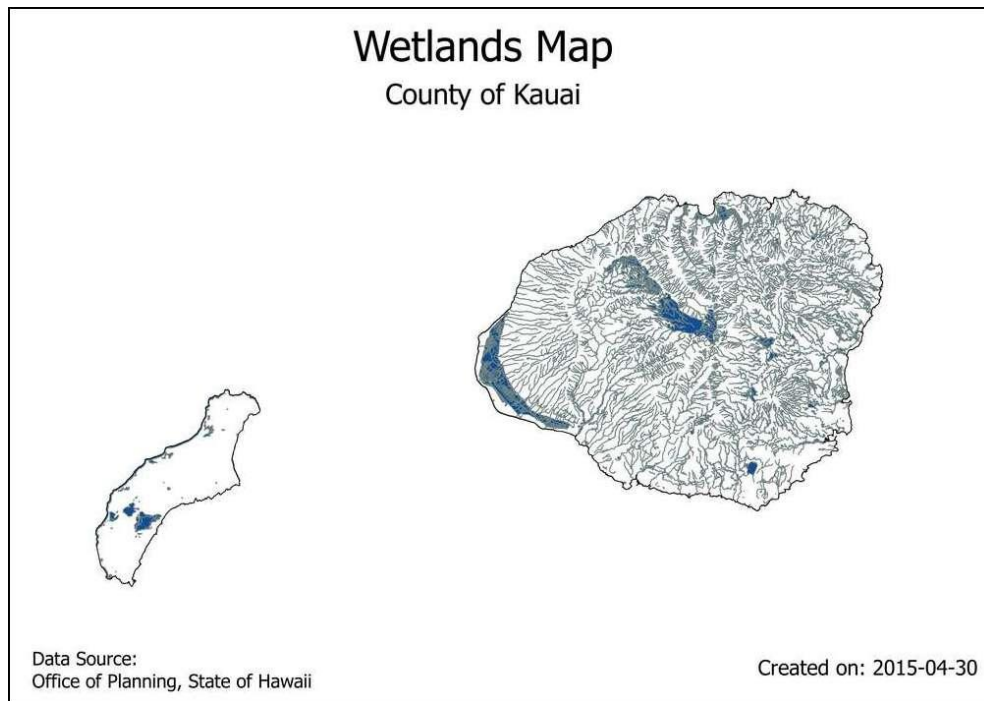 Wetlands Map
County of Kauai
Data Source:
Office of Planning, State of Hawaii
Created on: 2015-04-30